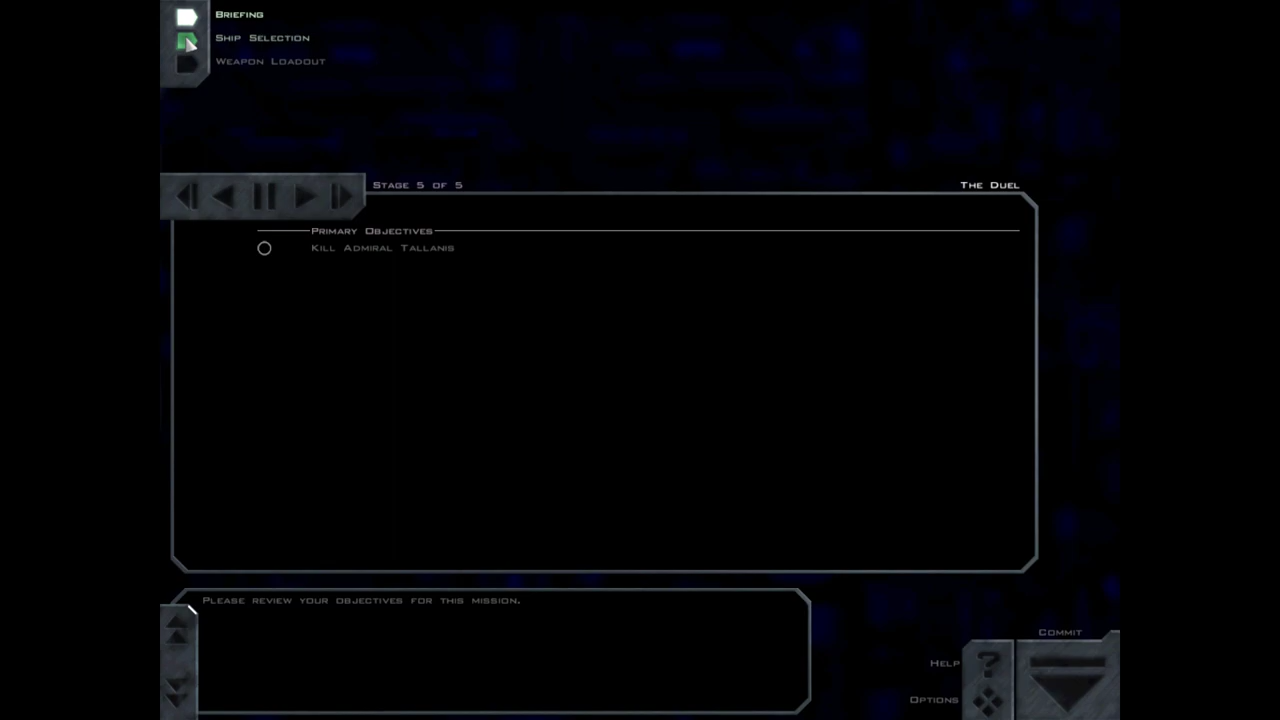 Briefing
Ship Selection
Weapon Loadout
Stage 5 of 5
The Duel
Primary Objectives
Kill Admiral Tallanis
Please review your objectives for this mission.
Commit
Help
?
Options